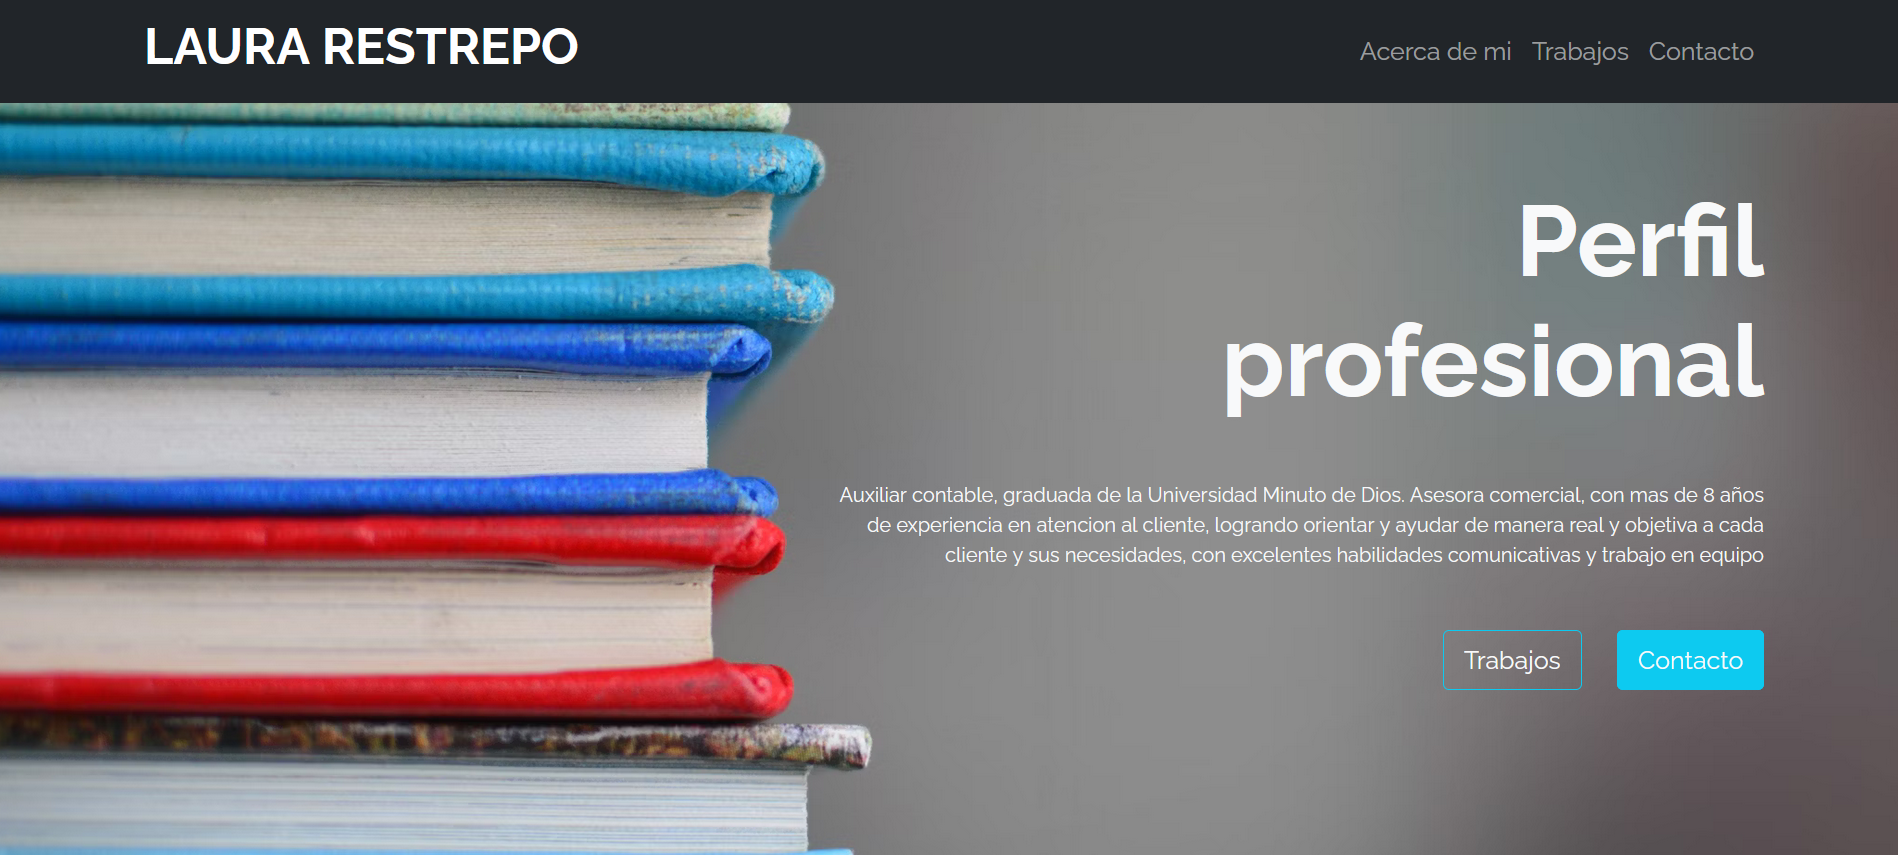 LAURA RESTREPO
Acerca de mi Trabajos Contacto
Perfil
profesional
Auxiliar contable, graduada de la Universidad Minuto de Dios. Asesora comercial, con mas de 8 años
de experiencia en atencion al cliente, logrando orientar y ayudar de manera real y objetiva a cada
cliente y sus necesidades, con excelentes habilidades comunicativas y trabajo en equipo
Trabajos Contacto